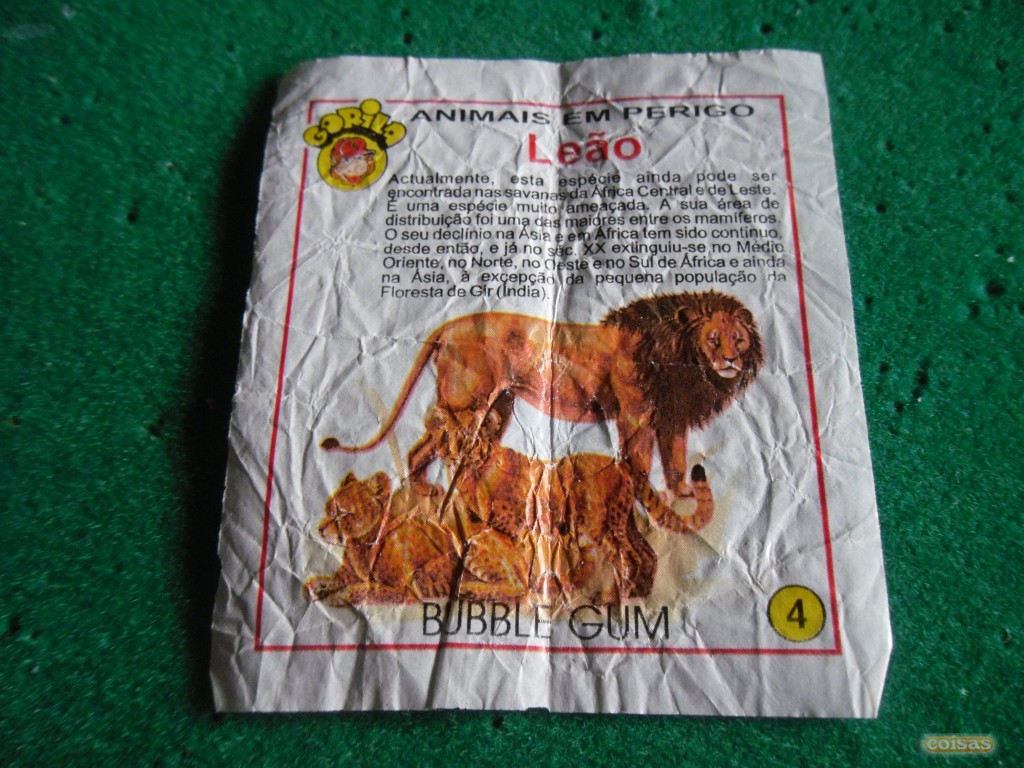 GORILA
ANIMAIS EM PERIGO
Leão
Actualmente, esta espécie ainda pode ser
encontrada nas savanas da África Central e de Leste.
É uma espécie muito ameaçada. A sua área de
distribuição foi uma das maiores entre os mamíferos.
O seu declínio na Ásia e em África tem sido contínuo,
desde então, e já no séc. XX extinguiu-se no Médio
Oriente, no Norte, no Oeste e no Sul de África e ainda
na Ásia, à excepção da pequena população da
Floresta de Gir (Índia).
BUBBLE GUM
4
coisas